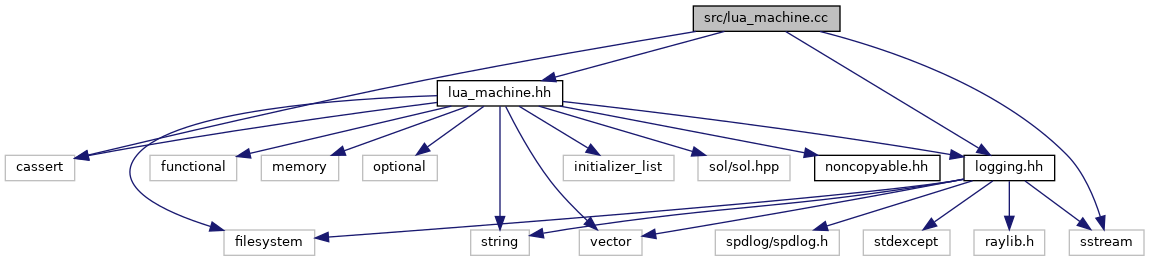 src/lua_machine.cc
lua_machine.hh
cassert
functional
memory
optional
initializer_list
sol/sol.hpp
noncopyable.hh
logging.hh
filesystem
string
vector
spdlog/spdlog.h
stdexcept
raylib.h
sstream